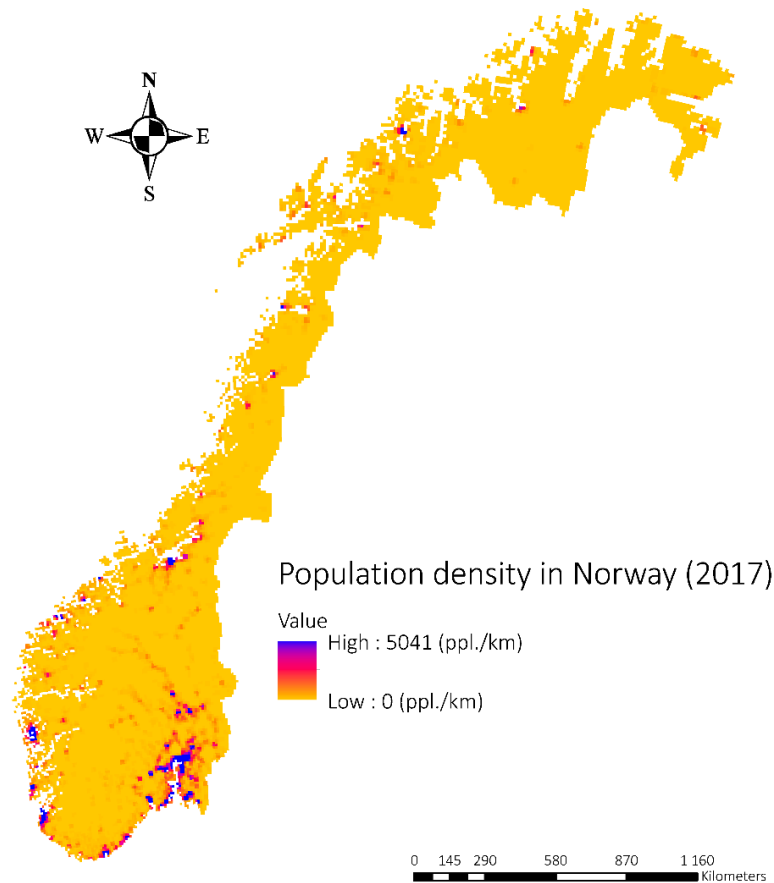 N
W E
S
Population density in Norway (2017)
Value
High : 5041 (ppl./km)
Low : 0 (ppl./km)
0 145 290 580 870 1 160
Kilometers